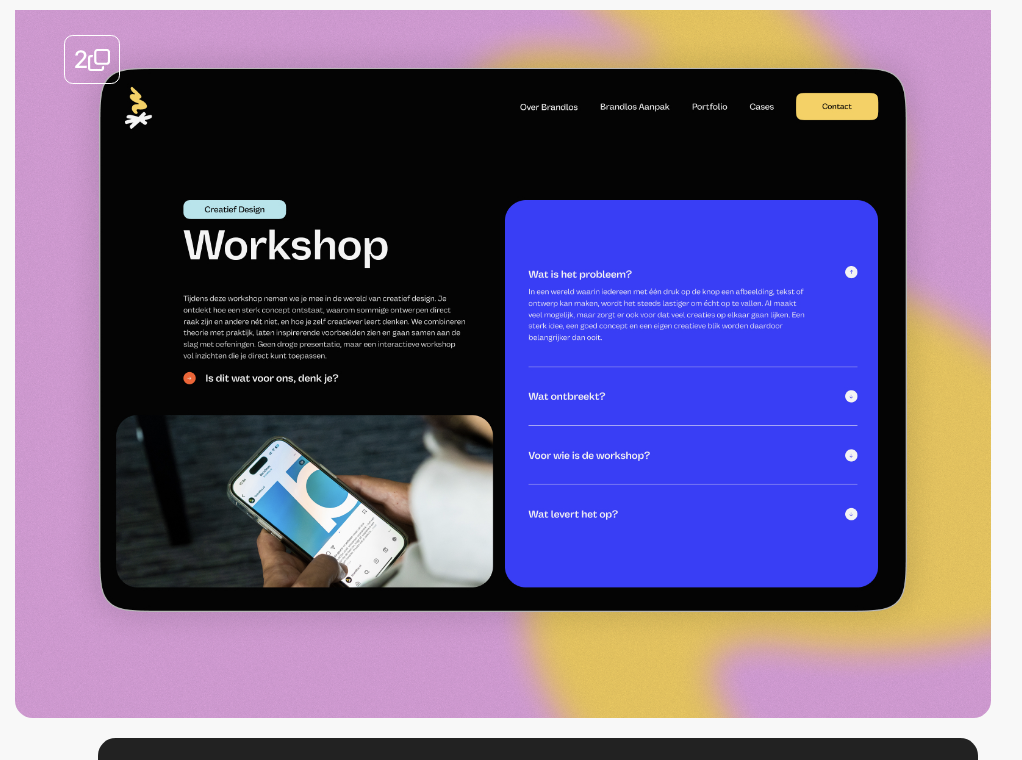 2
Over Brandlos
Brandlos Aanpak
Portfolio
Cases
Contact
Creatief Design
Workshop
Tijdens deze workshop nemen we je mee in de wereld van creatief design. Je
ontdekt hoe een sterk concept ontstaat, waarom sommige ontwerpen direct
raak zijn en andere nét niet, en hoe je zelf creatiever leert denken. We combineren
theorie met praktijk, laten inspirerende voorbeelden zien en gaan samen aan de
slag met oefeningen. Geen droge presentatie, maar een interactieve workshop
vol inzichten die je direct kunt toepassen.
Is dit wat voor ons, denk je?
Wat is het probleem?
In een wereld waarin iedereen met één druk op de knop een afbeelding, tekst of
ontwerp kan maken, wordt het steeds lastiger om écht op te vallen. AI maakt
veel mogelijk, maar zorgt er ook voor dat veel creaties op elkaar gaan lijken. Een
sterk idee, een goed concept en een eigen creatieve blik worden daardoor
belangrijker dan ooit.
Wat ontbreekt?
Voor wie is de workshop?
Wat levert het op?